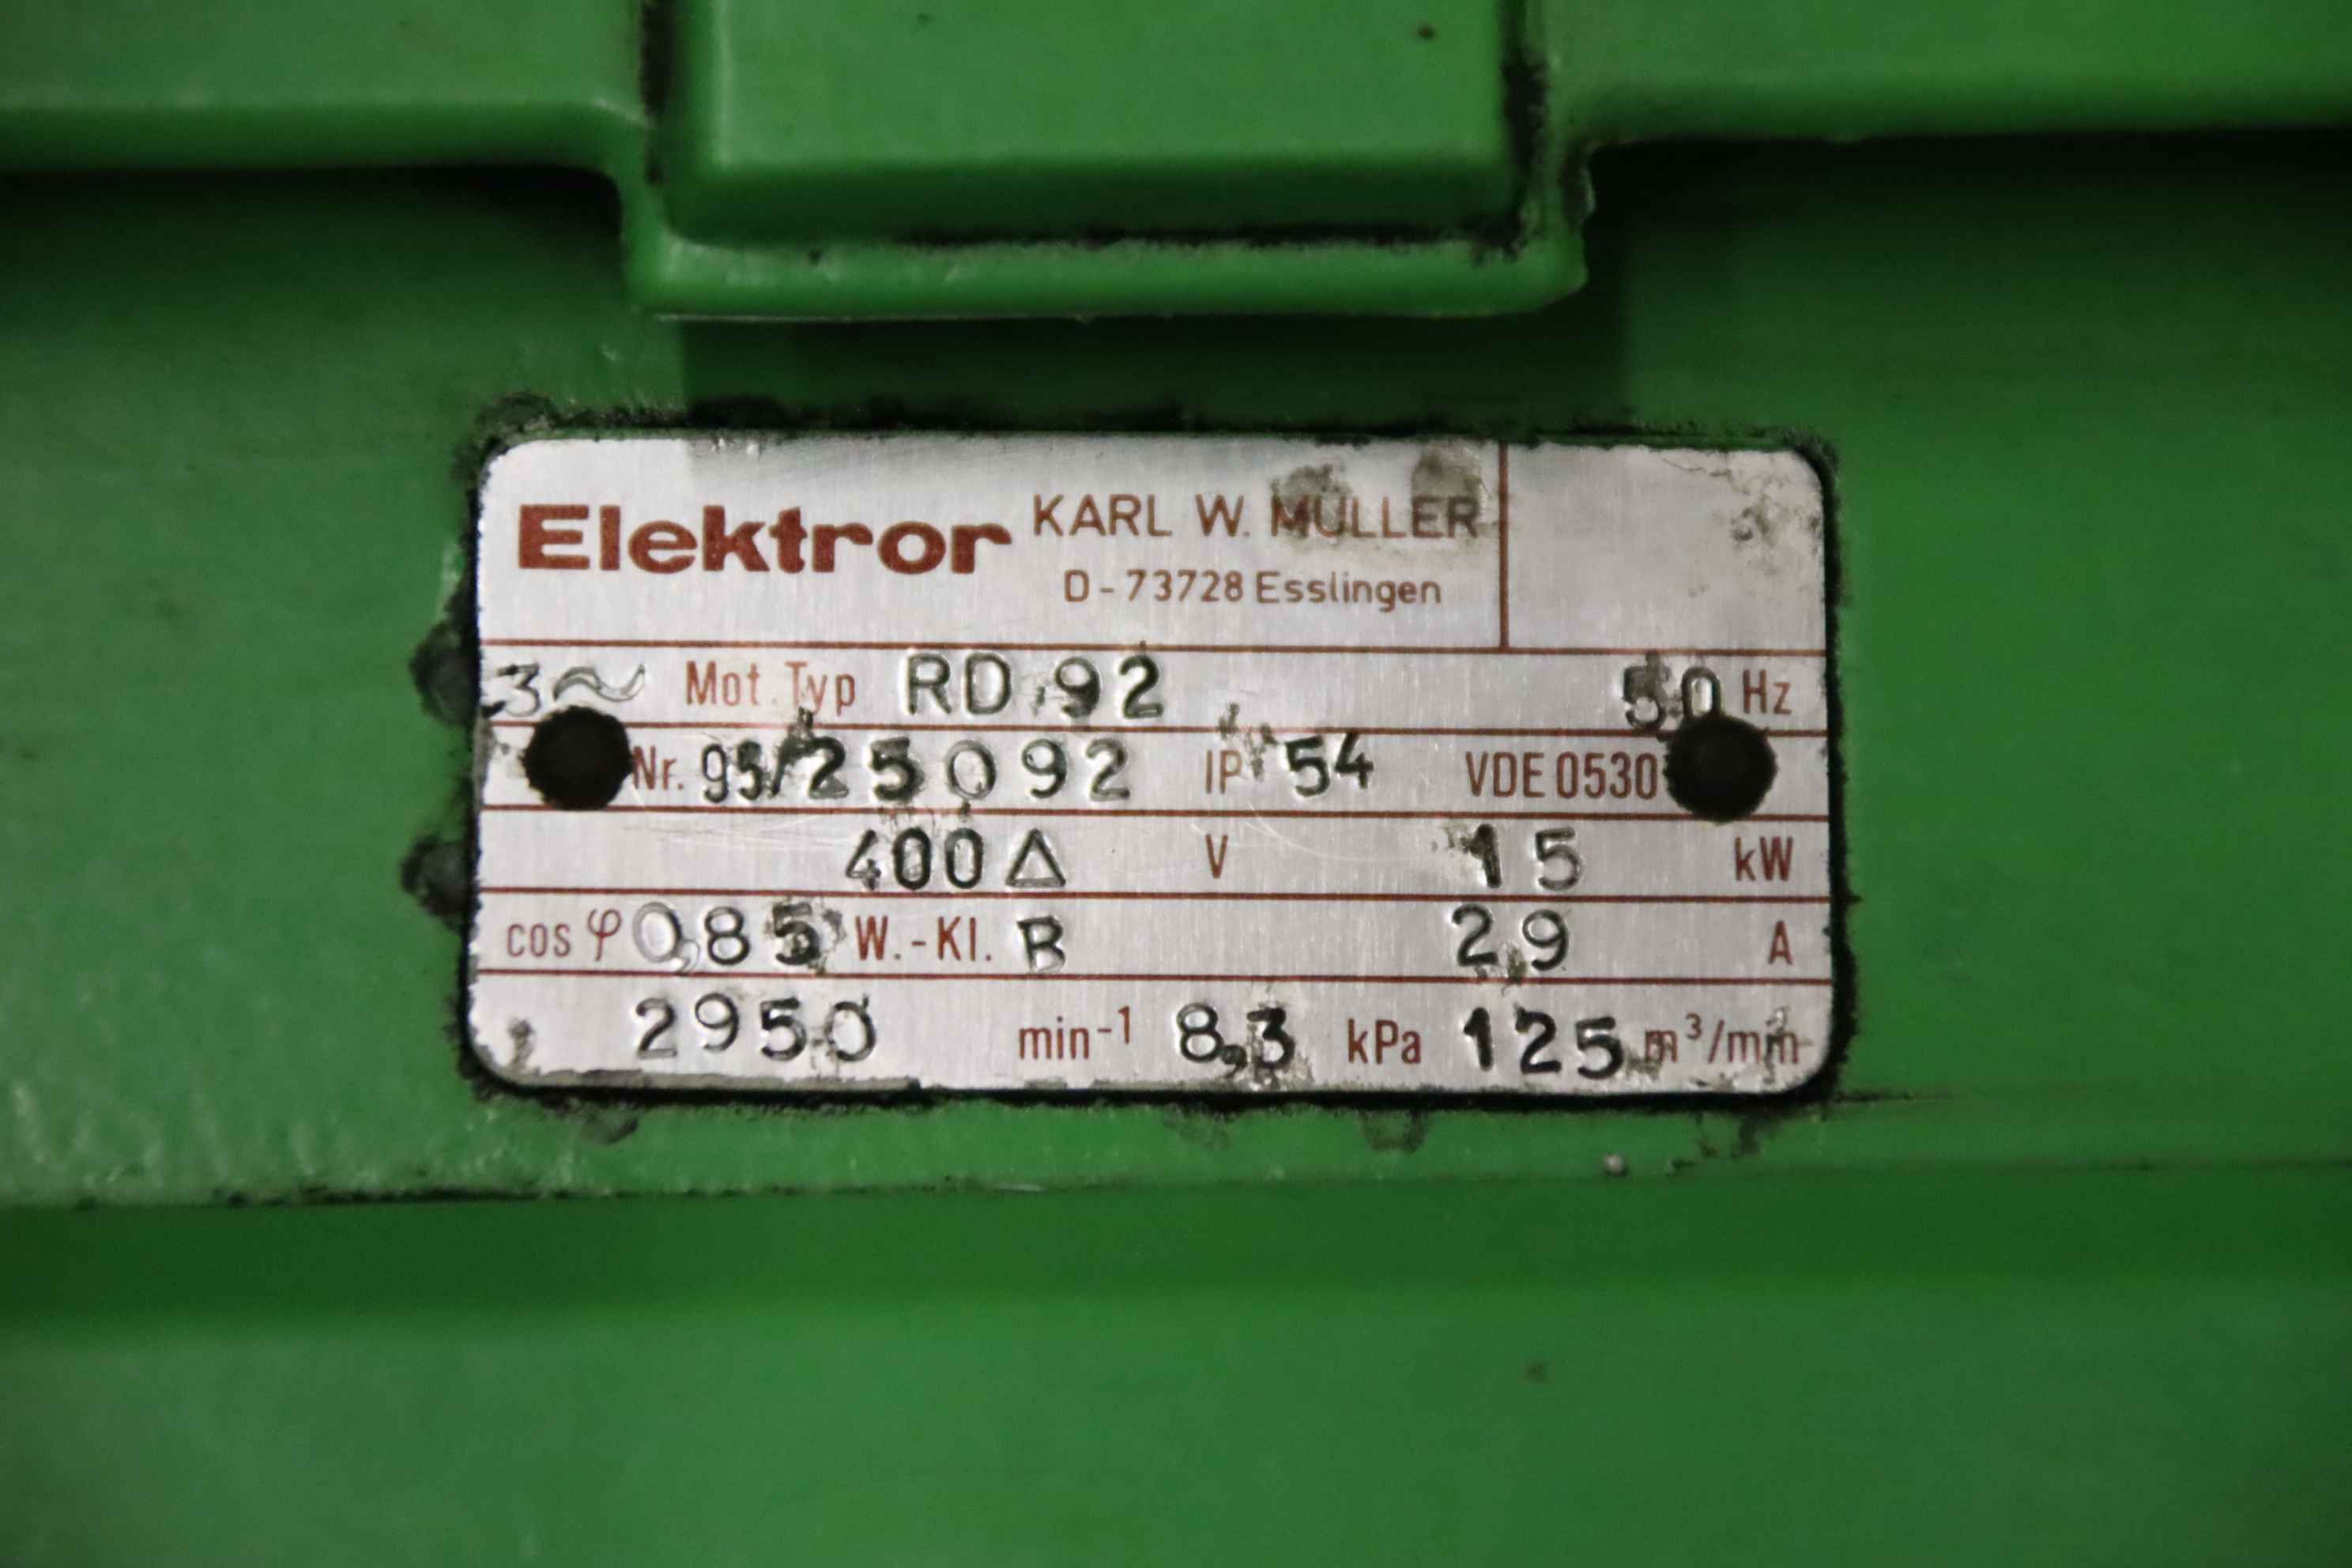 Elektror KARL W. MÜLLER
D-73728 Esslingen
3~ Mot. Typ RD 92 50 Hz
Nr. 95/25092 IP 54 VDE 0530
400 Δ V 15 kW
cos φ 0,85 W.-Kl. B 29 A
2950 min⁻¹ 8,3 kPa 125 m³/min